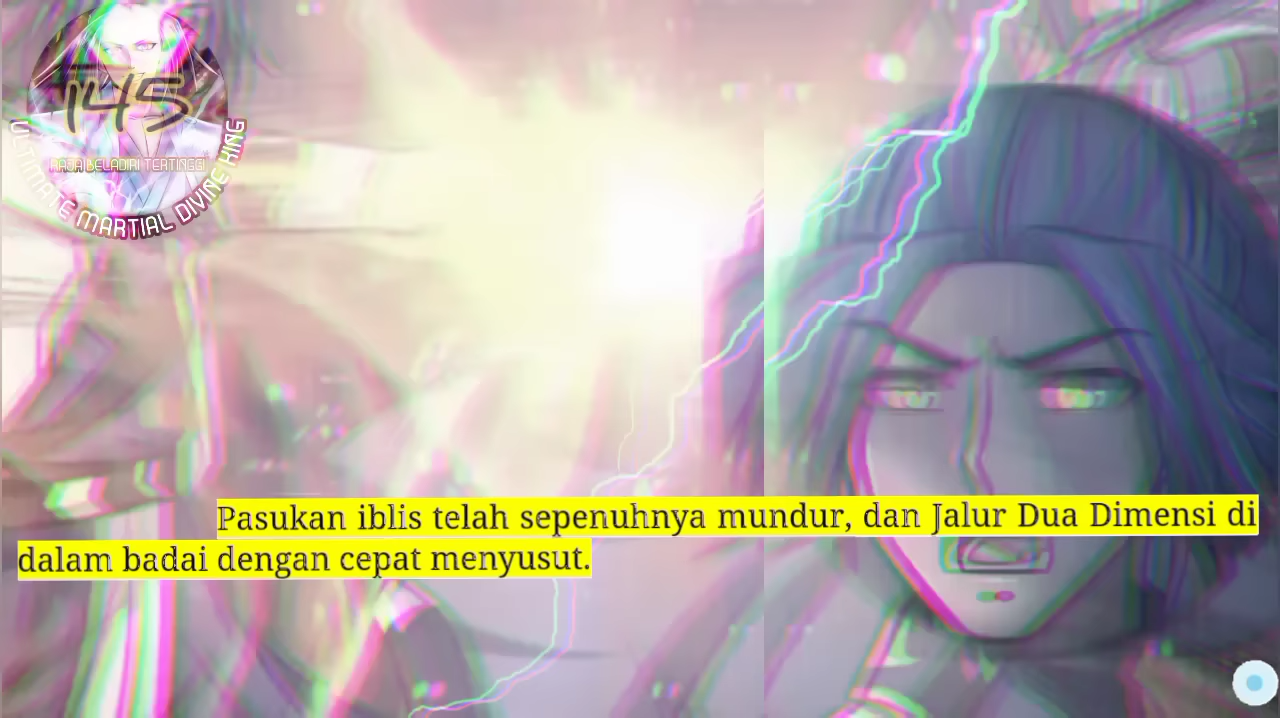 145
RAJA BELADIRI TERTINGGI
ULTIMATE MARTIAL DIVINE KING
Pasukan iblis telah sepenuhnya mundur, dan Jalur Dua Dimensi di
dalam badai dengan cepat menyusut.